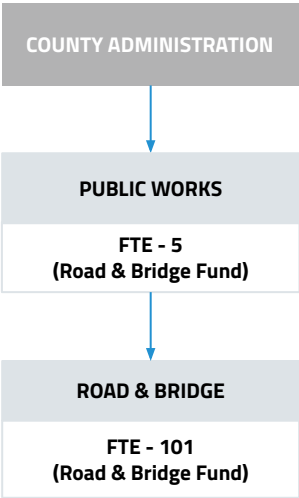 COUNTY ADMINISTRATION
PUBLIC WORKS
FTE - 5
(Road & Bridge Fund)
ROAD & BRIDGE
FTE - 101
(Road & Bridge Fund)